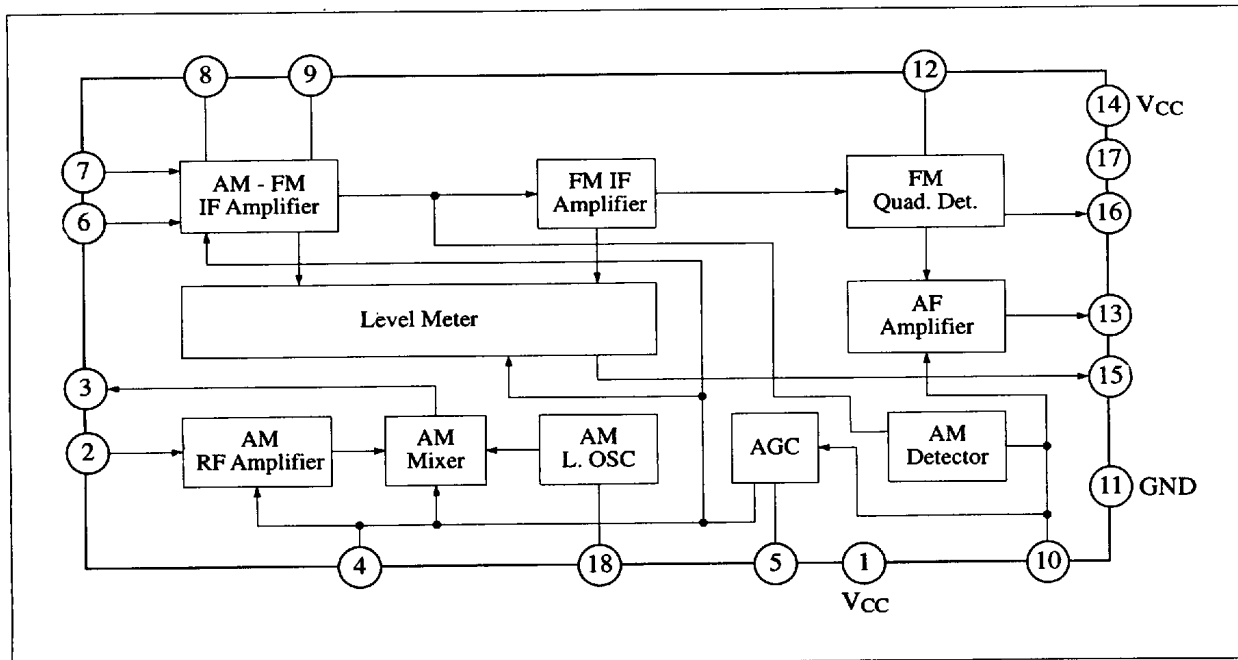 8
9
12
14 VCC
7
AM - FM
IF Amplifier
FM IF
Amplifier
FM
Quad. Det.
17
6
16
Level Meter
AF
Amplifier
13
3
15
2
AM
RF Amplifier
AM
Mixer
AM
L. OSC
AGC
AM
Detector
11 GND
4
18
5
1
10
VCC